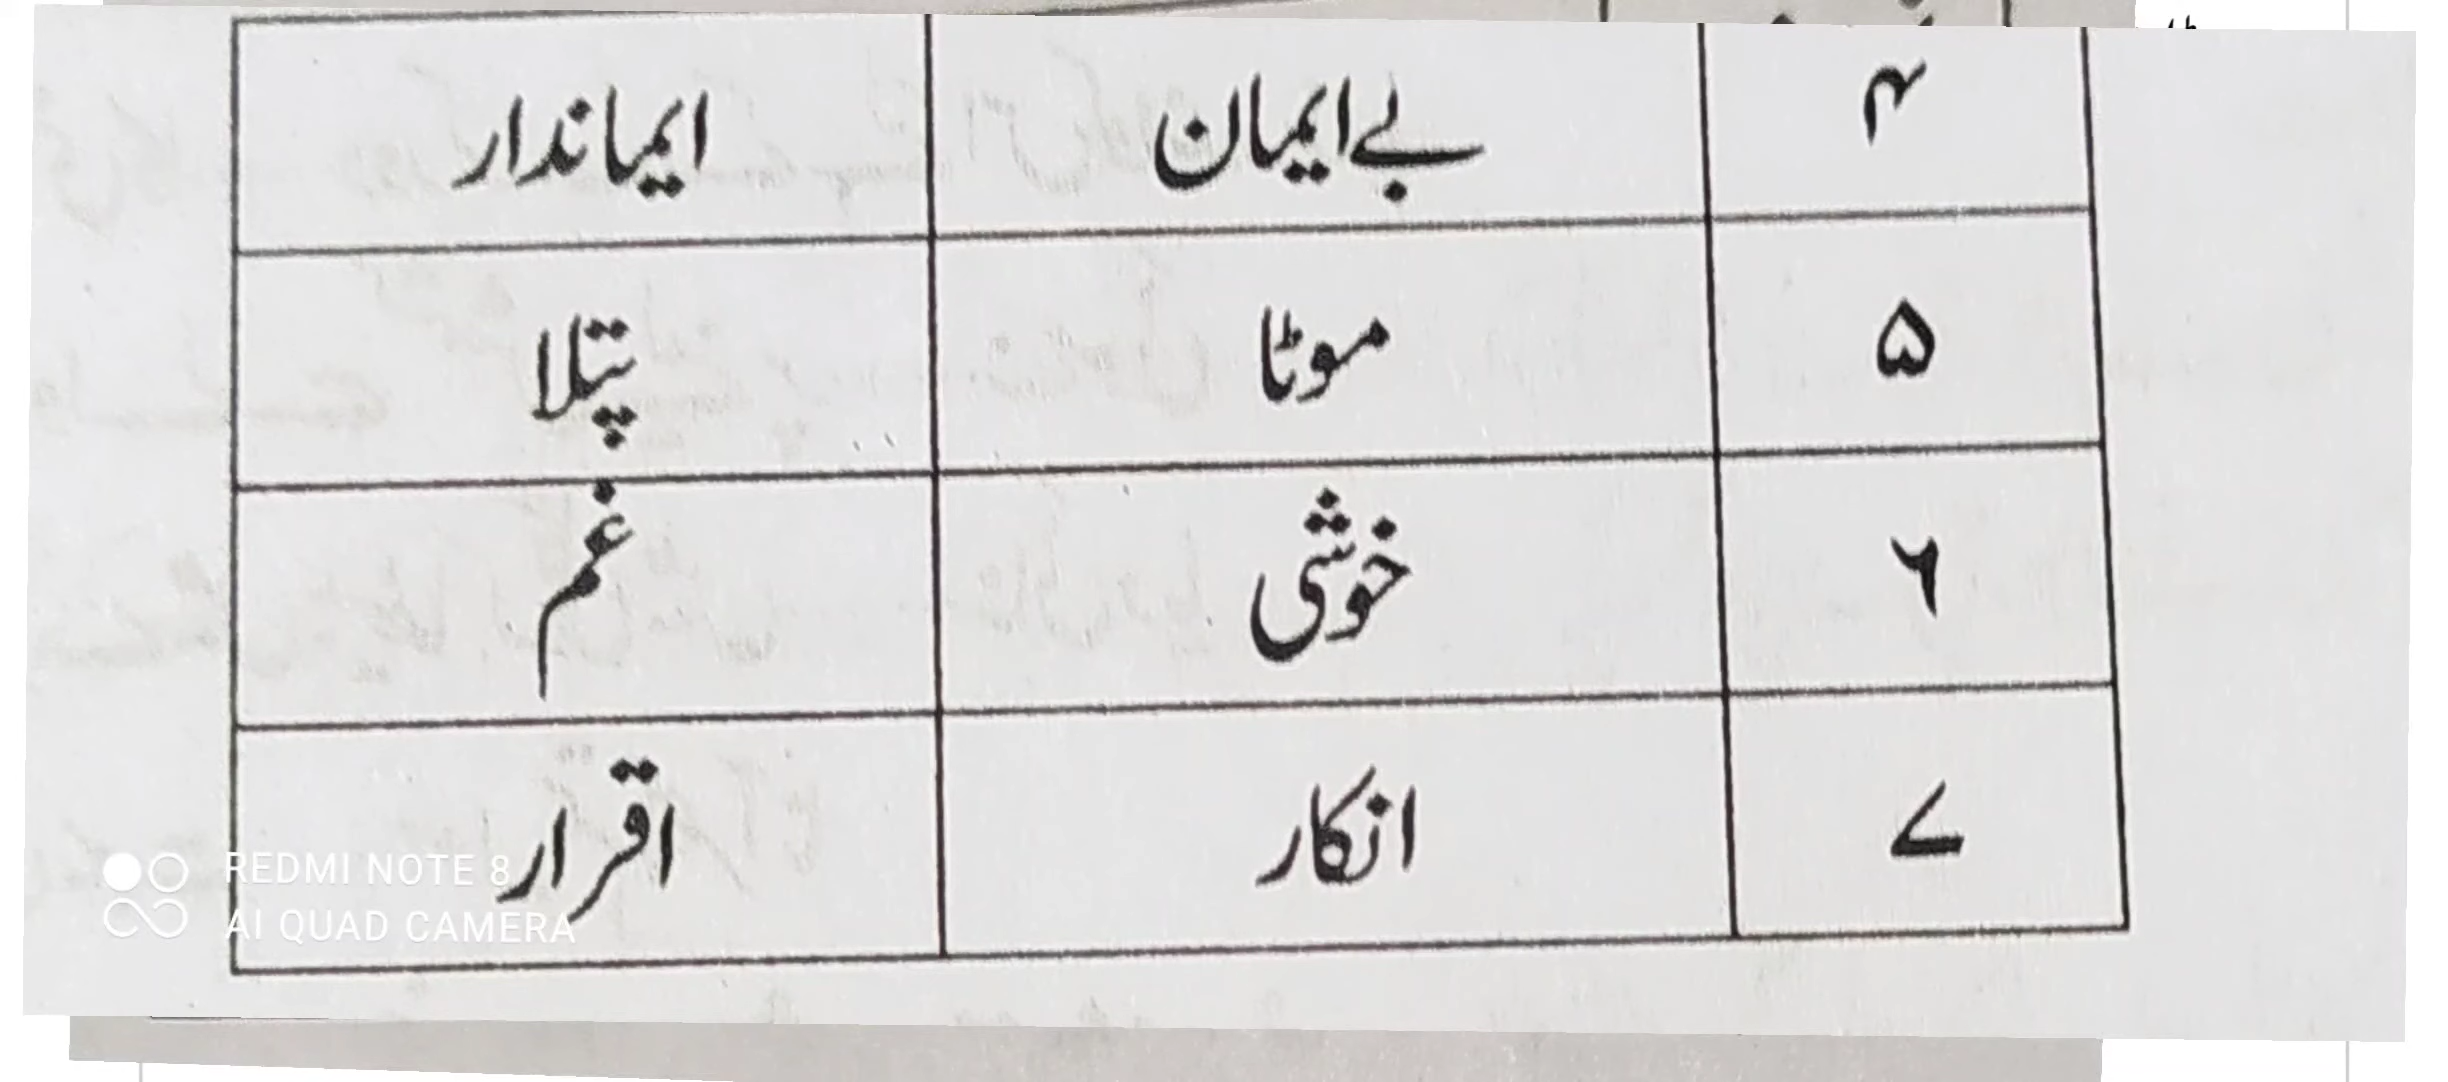 ۴ بے ایمان ایماندار
۵ موٹا پتلا
۶ خوشی غم
۷ انکار اقرار
REDMI NOTE 8
AI QUAD CAMERA